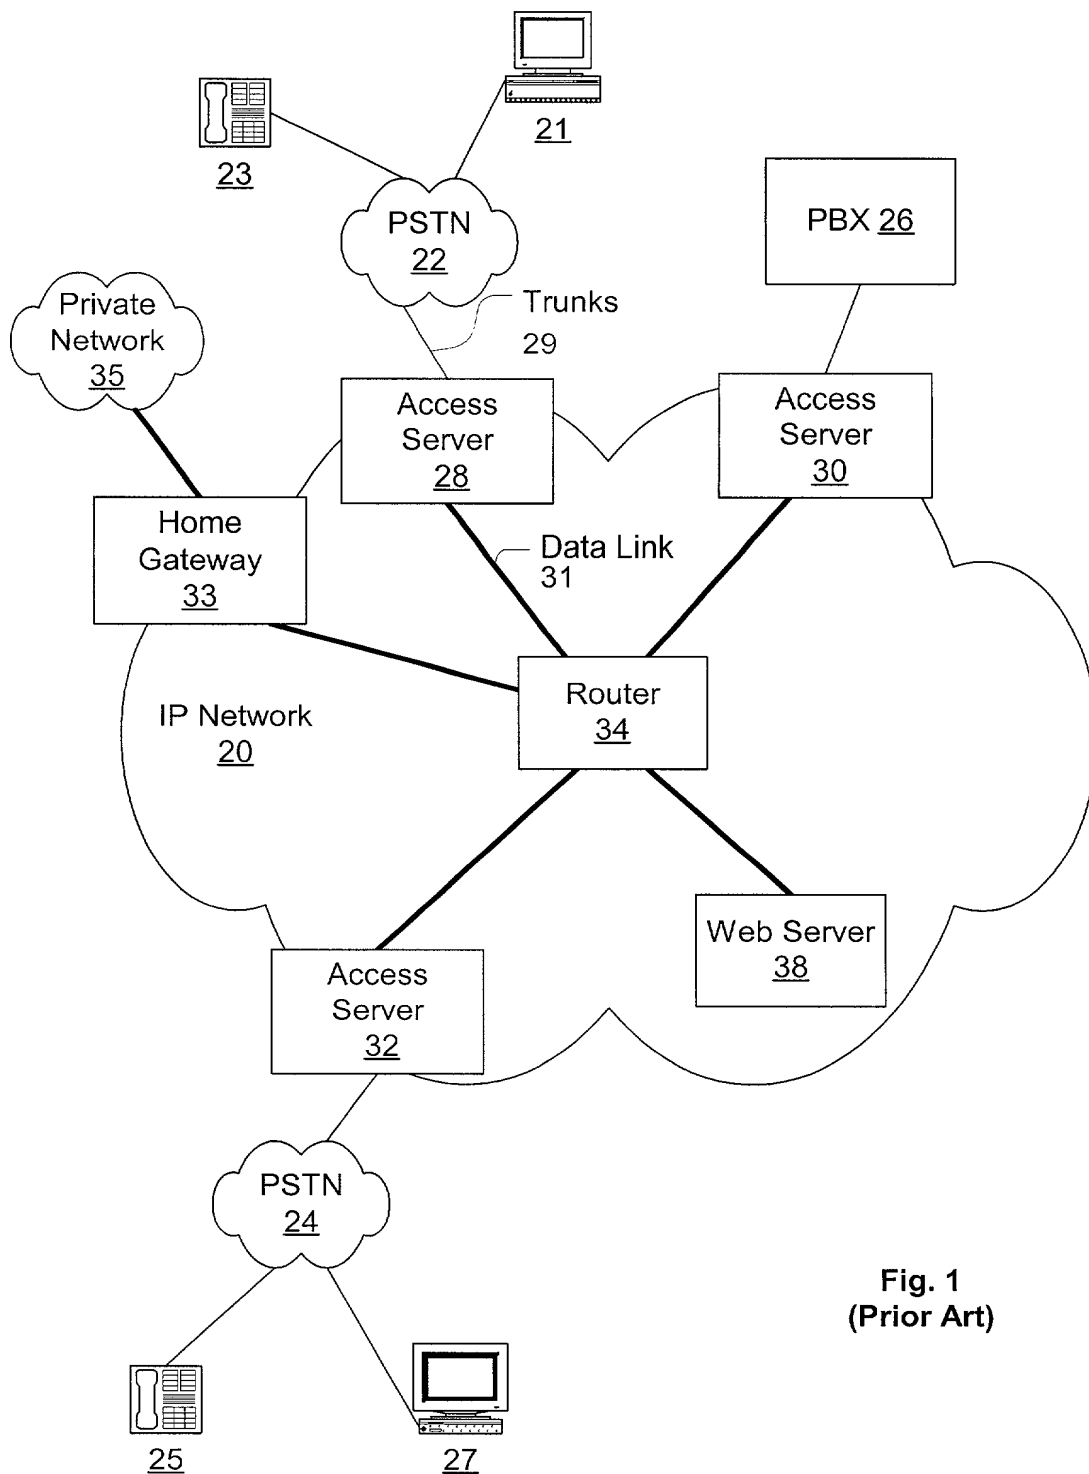 21
23
PSTN
22
PBX 26
Trunks
29
Private
Network
35
Access
Server
28
Access
Server
30
Home
Gateway
33
Data Link
31
Router
34
IP Network
20
Web Server
38
Access
Server
32
PSTN
24
Fig. 1
(Prior Art)
25
27